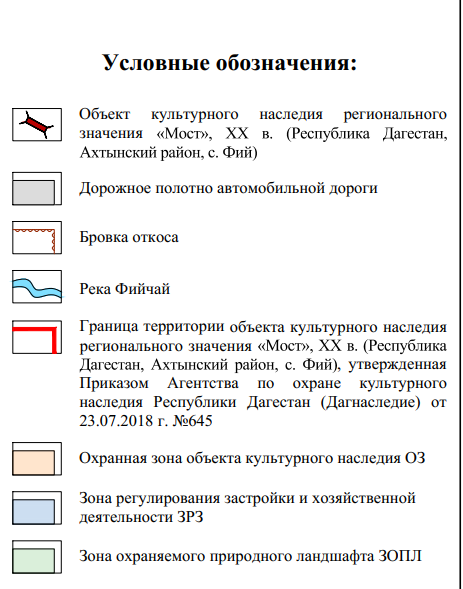 Условные обозначения:
Объект культурного наследия регионального
значения «Мост», XX в. (Республика Дагестан,
Ахтынский район, с. Фий)
Дорожное полотно автомобильной дороги
Бровка откоса
Река Фийчай
Граница территории объекта культурного наследия
регионального значения «Мост», XX в. (Республика
Дагестан, Ахтынский район, с. Фий), утвержденная
Приказом Агентства по охране культурного
наследия Республики Дагестан (Дагнаследие) от
23.07.2018 г. №645
Охранная зона объекта культурного наследия ОЗ
Зона регулирования застройки и хозяйственной
деятельности ЗРЗ
Зона охраняемого природного ландшафта ЗОПЛ